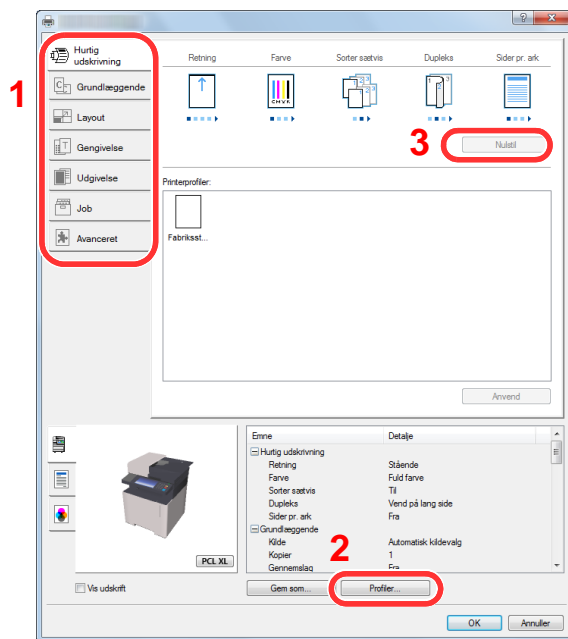 ?
x
1
Hurtig
udskrivning
Grundlæggende
Layout
Gengivelse
Udgivelse
Job
Avanceret
Retning
Farve
Sorter sætvis
Dupleks
Sider pr. ark
CMYK
3
Nulstil
Printerprofiler:
Fabriksst...
Anvend
PCL XL
Vis udskrift
Emne Detalje
Hurtig udskrivning
Retning Stående
Farve Fuld farve
Sorter sætvis Til
Dupleks Vend på lang side
Sider pr. ark Fra
Grundlæggende
Kilde Automatisk kildevalg
Kopier 1
Gennemslag Fra
2
Gem som...
Profiler...
OK
Annuller